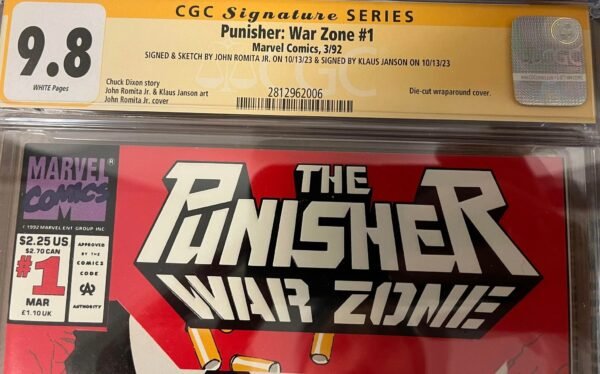 CGC Signature SERIES
9.8
WHITE Pages
Punisher: War Zone #1
Marvel Comics, 3/92
SIGNED & SKETCH BY JOHN ROMITA JR. ON 10/13/23 & SIGNED BY KLAUS JANSON ON 10/13/23
Chuck Dixon story
John Romita Jr. & Klaus Janson art
John Romita Jr. cover
2812962006
Die-cut wraparound cover.
CGC
MARVEL®
COMICS
© 1992 MARVEL ENT GROUP INC
$2.25 US
$2.70 CAN
#1
MAR
£1.10 UK
APPROVED
BY THE
COMICS
CODE
CA
AUTHORITY
THE
PUNISHER
WAR ZONE